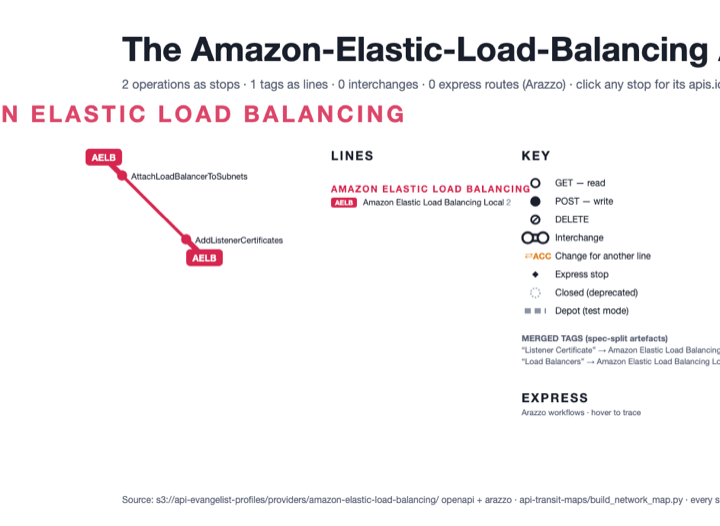 The Amazon-Elastic-Load-Balancing
2 operations as stops · 1 tags as lines · 0 interchanges · 0 express routes (Arazzo) · click any stop for its apis.io
N ELASTIC LOAD BALANCING
AELB
AttachLoadBalancerToSubnets
AddListenerCertificates
AELB
LINES
AMAZON ELASTIC LOAD BALANCING
AELB Amazon Elastic Load Balancing Local 2
KEY
GET — read
POST — write
DELETE
Interchange
⇄ACC Change for another line
Express stop
Closed (deprecated)
Depot (test mode)
MERGED TAGS (spec-split artefacts)
“Listener Certificate” → Amazon Elastic Load Balancing
“Load Balancers” → Amazon Elastic Load Balancing Lo
EXPRESS
Arazzo workflows · hover to trace
Source: s3://api-evangelist-profiles/providers/amazon-elastic-load-balancing/ openapi + arazzo · api-transit-maps/build_network_map.py · every s